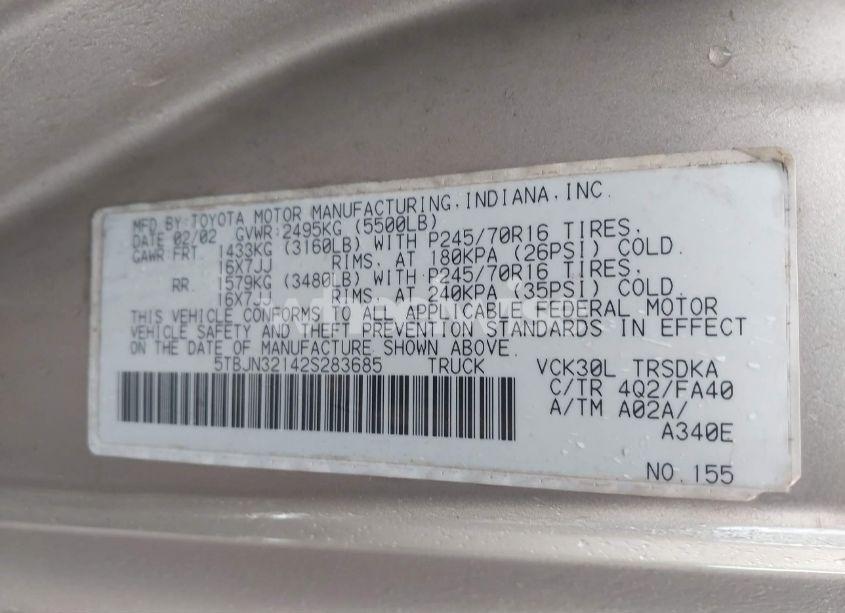 MFD.BY:TOYOTA MOTOR MANUFACTURING,INDIANA,INC.
DATE 02/02 GVWR:2495KG (5500LB)
GAWR:FRT. 1433KG (3160LB) WITH P245/70R16 TIRES.
16X7JJ RIMS. AT 180KPA (26PSI) COLD.
RR. 1579KG (3480LB) WITH P245/70R16 TIRES.
16X7JJ RIMS. AT 240KPA (35PSI) COLD.
THIS VEHICLE CONFORMS TO ALL APPLICABLE FEDERAL MOTOR
VEHICLE SAFETY AND THEFT PREVENTION STANDARDS IN EFFECT
ON THE DATE OF MANUFACTURE SHOWN ABOVE.
5TBJN32142S283685 TRUCK VCK30L TRSDKA
C/TR 4Q2/FA40
A/TM A02A/
A340E
NO.155